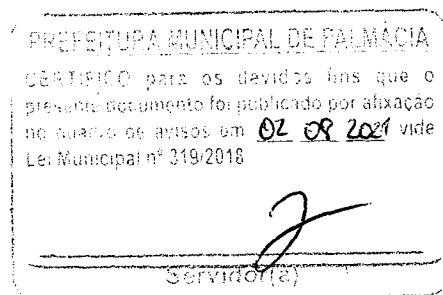 PREFEITURA MUNICIPAL DE PALMÁCIA
CERTIFICO para os devidos fins que o
presente documento foi publicado por afixação
no quadro de avisos em 02 08 2021 vide
Lei Municipal nº 319/2018
Servidor(a)